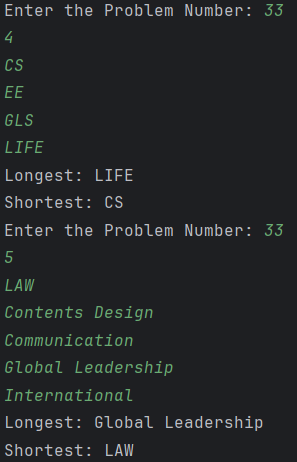 Enter the Problem Number: 33
4
CS
EE
GLS
LIFE
Longest: LIFE
Shortest: CS
Enter the Problem Number: 33
5
LAW
Contents Design
Communication
Global Leadership
International
Longest: Global Leadership
Shortest: LAW